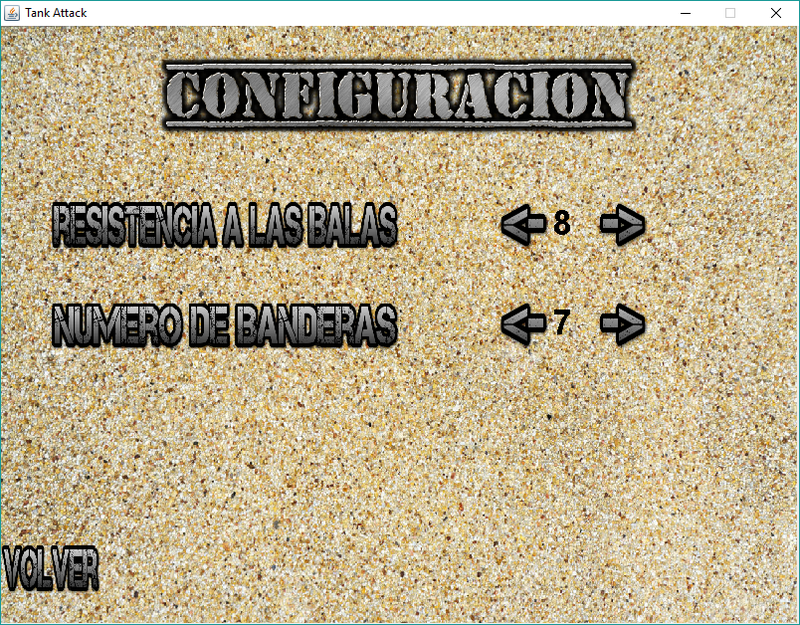 Tank Attack
CONFIGURACION
RESISTENCIA A LAS BALAS 8
NUMERO DE BANDERAS 7
VOLVER